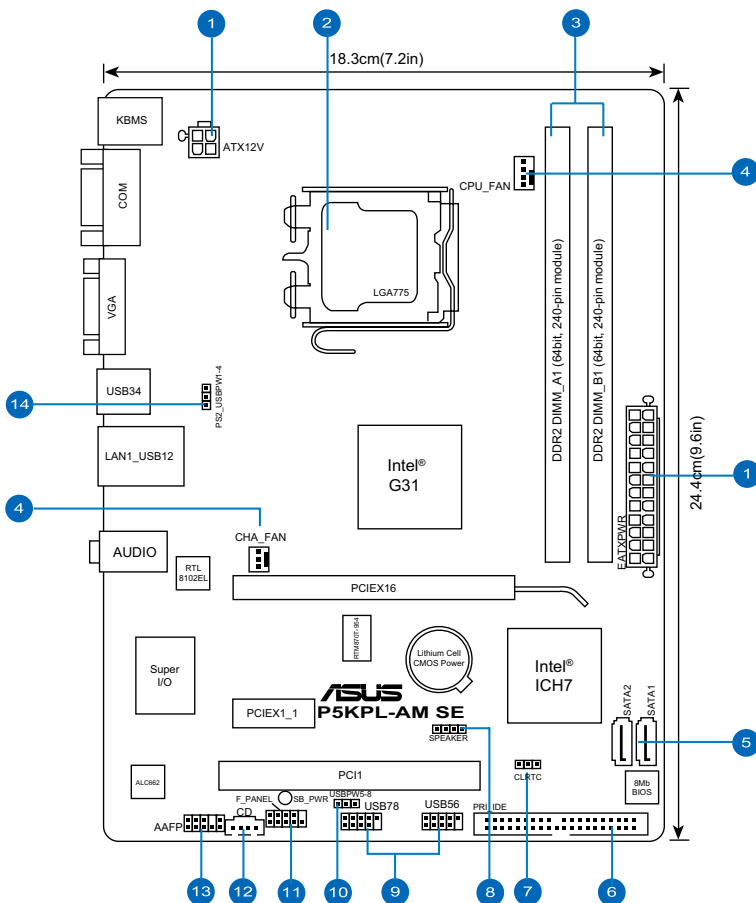 1
2
3
18.3cm(7.2in)
KBMS
ATX12V
CPU_FAN
4
COM
LGA775
DDR2 DIMM_A1 (64bit, 240-pin module)
DDR2 DIMM_B1 (64bit, 240-pin module)
VGA
USB34
PS2_USBPW1-4
14
24.4cm(9.6in)
LAN1_USB12
Intel®
G31
1
4
EATXPWR
CHA_FAN
AUDIO
RTL
8102EL
PCIEX16
RTM870T-954
Lithium Cell
CMOS Power
Super
I/O
Intel®
ICH7
ASUS
PCIEX1_1
P5KPL-AM SE
SATA2
SATA1
SPEAKER
5
PCI1
CLRTC
ALC662
8Mb
BIOS
F_PANEL
SB_PWR
USBPW5-8
AAFP
CD
USB78
USB56
PRI_IDE
13
12
11
10
9
8
7
6